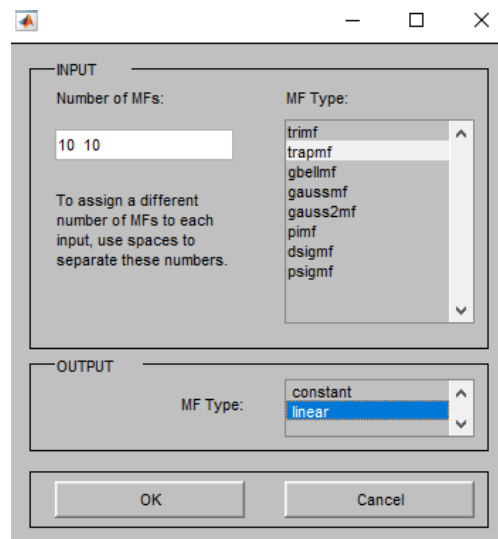 INPUT
Number of MFs:
10 10
To assign a different
number of MFs to each
input, use spaces to
separate these numbers.
MF Type:
trimf
trapmf
gbellmf
gaussmf
gauss2mf
pimf
dsigmf
psigmf
OUTPUT
MF Type:
constant
linear
OK
Cancel